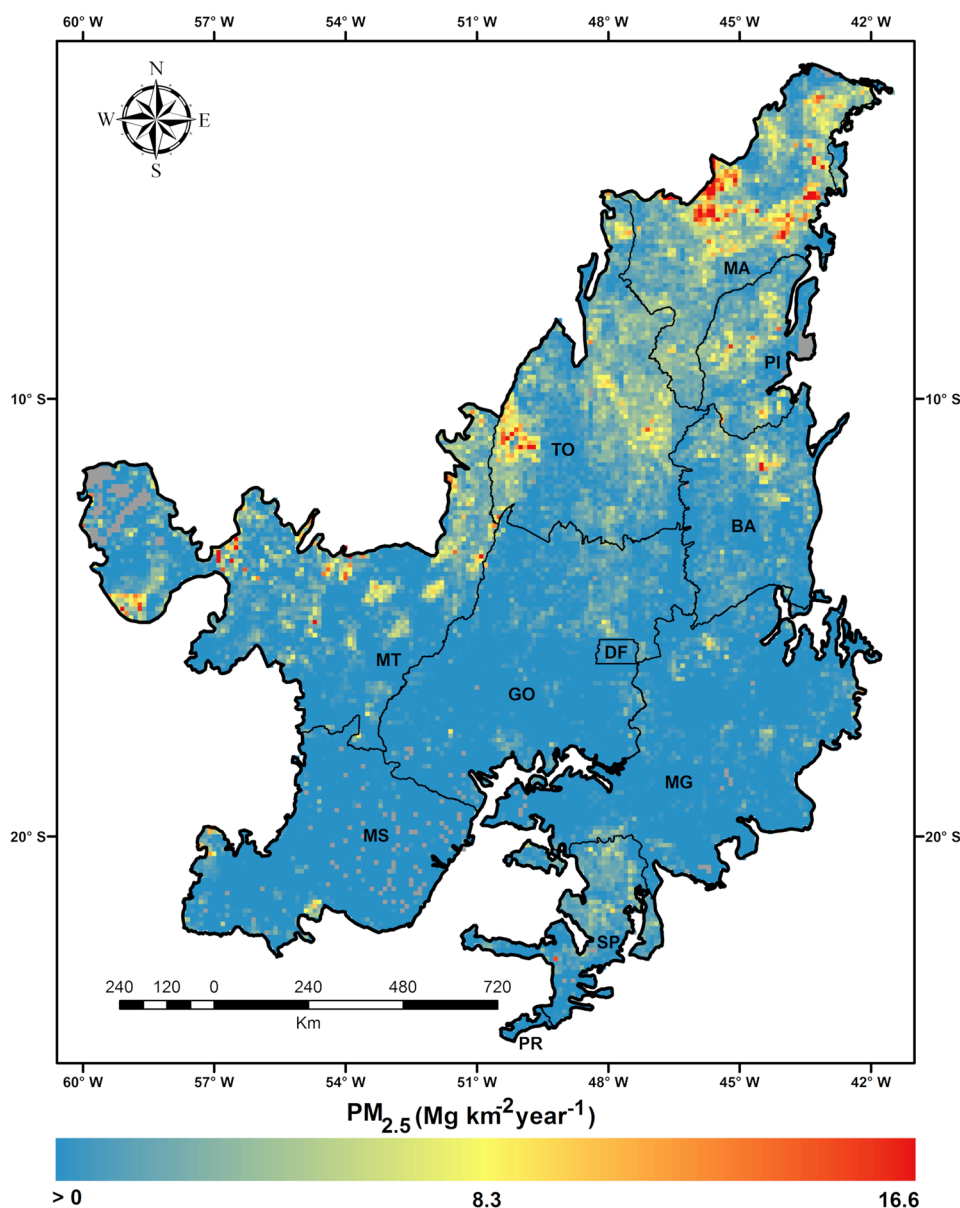 60° W 57° W 54° W 51° W 48° W 45° W 42° W
N
W E
S
MA
PI
10° S 10° S
TO
BA
DF
MT
GO
MG
20° S 20° S
MS
SP
240 120 0 240 480 720
Km
PR
60° W 57° W 54° W 51° W 48° W 45° W 42° W
PM2.5 (Mg km-2 year-1)
> 0 8.3 16.6